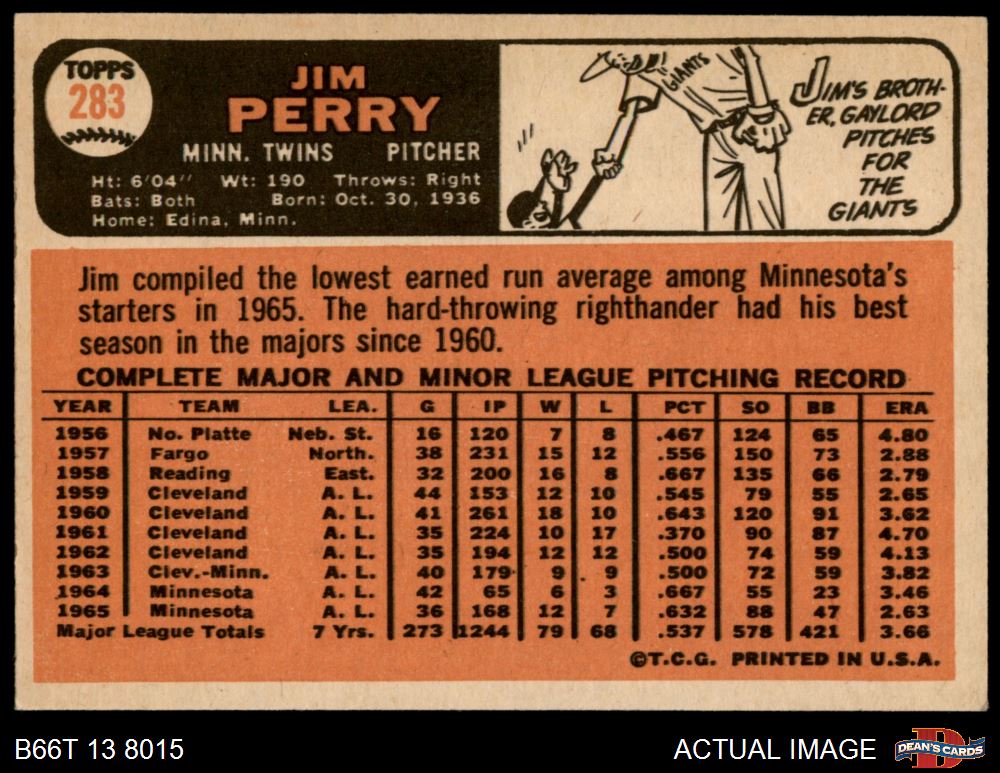 TOPPS
283
JIM
PERRY
MINN. TWINS PITCHER
Ht: 6'04" Wt: 190 Throws: Right
Bats: Both Born: Oct. 30, 1936
Home: Edina, Minn.
GIANTS
JIM'S BROTH-
ER, GAYLORD
PITCHES
FOR
THE
GIANTS
Jim compiled the lowest earned run average among Minnesota's
starters in 1965. The hard-throwing righthander had his best
season in the majors since 1960.
COMPLETE MAJOR AND MINOR LEAGUE PITCHING RECORD
YEAR TEAM LEA. G IP W L PCT SO BB ERA
1956 No. Platte Neb. St. 16 120 7 8 .467 124 65 4.80
1957 Fargo North. 38 231 15 12 .556 150 73 2.88
1958 Reading East. 32 200 16 8 .667 135 66 2.79
1959 Cleveland A. L. 44 153 12 10 .545 79 55 2.65
1960 Cleveland A. L. 41 261 18 10 .643 120 91 3.62
1961 Cleveland A. L. 35 224 10 17 .370 90 87 4.70
1962 Cleveland A. L. 35 194 12 12 .500 74 59 4.13
1963 Clev.-Minn. A. L. 40 179 9 9 .500 72 59 3.82
1964 Minnesota A. L. 42 65 6 3 .667 55 23 3.46
1965 Minnesota A. L. 36 168 12 7 .632 88 47 2.63
Major League Totals 7 Yrs. 273 1244 79 68 .537 578 421 3.66
©T.C.G. PRINTED IN U.S.A.
B66T 13 8015 ACTUAL IMAGE
DEAN'S CARDS